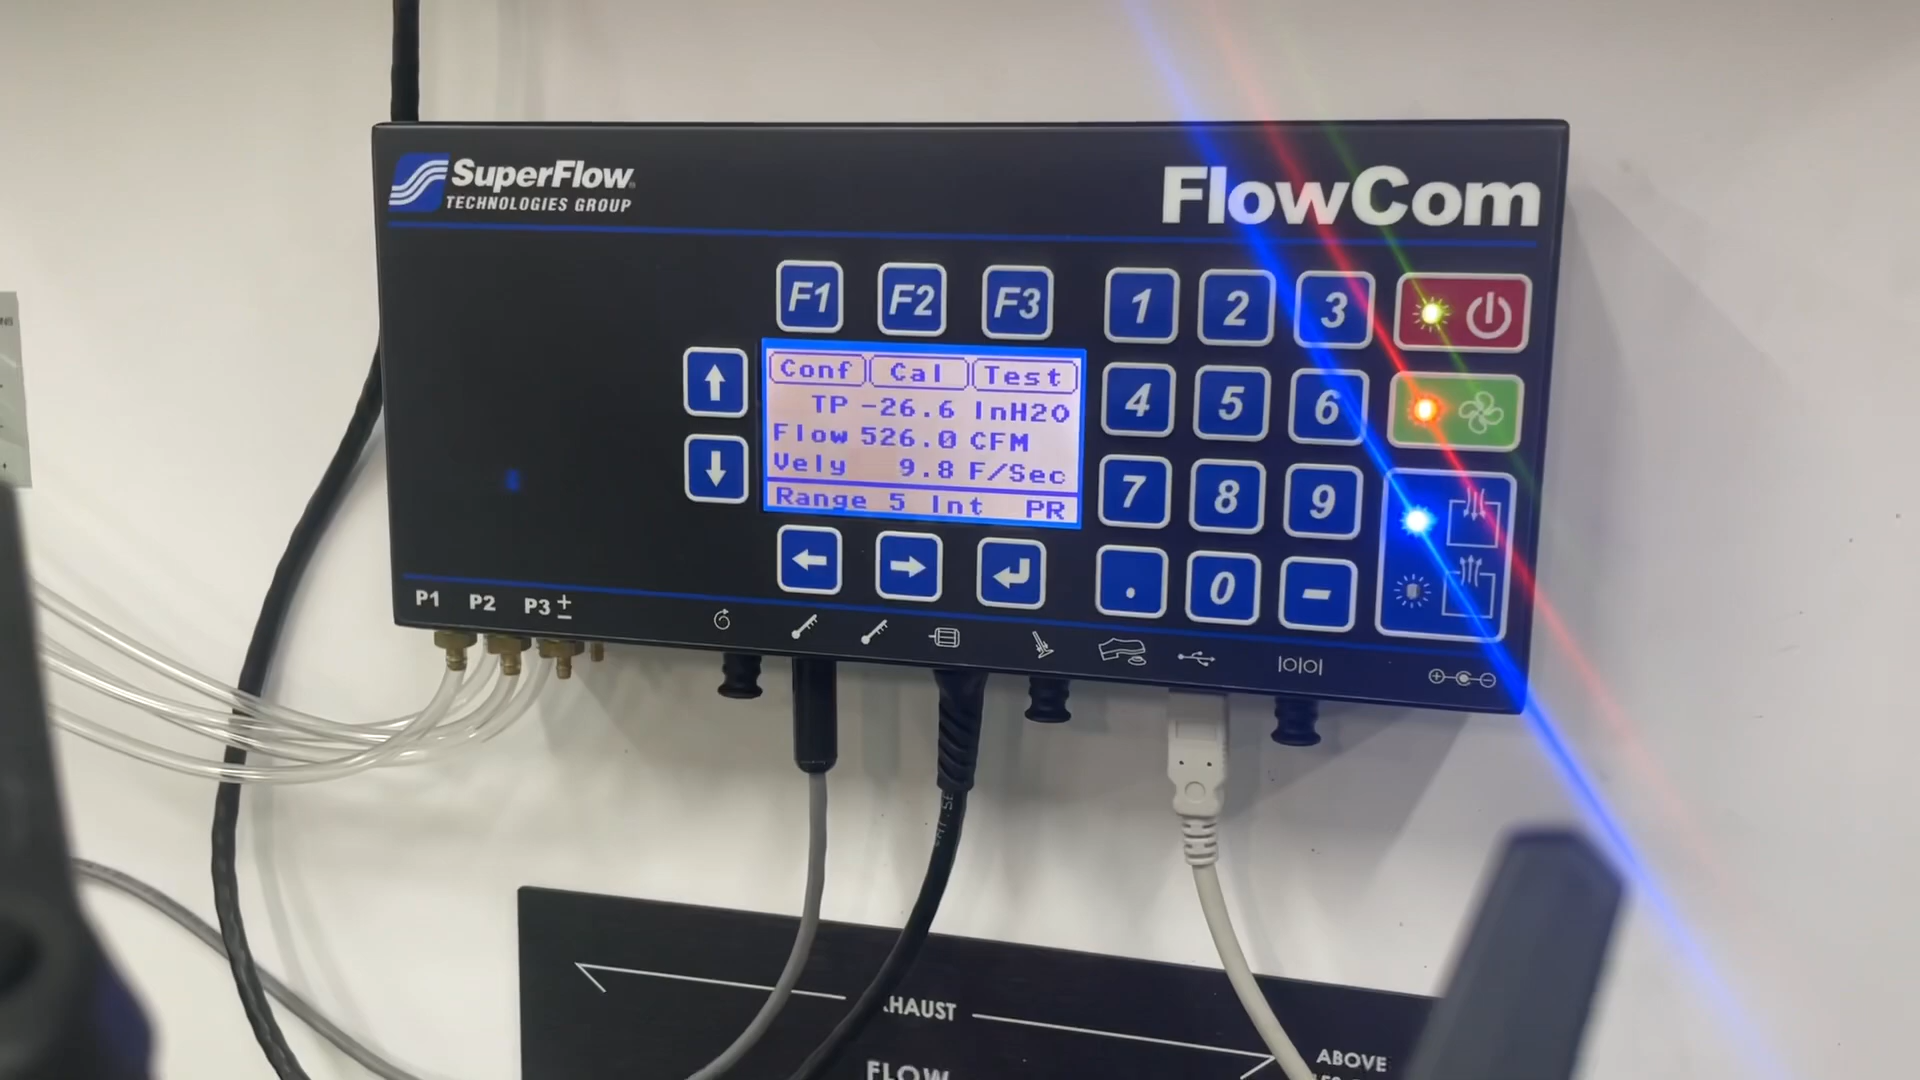 SuperFlow
TECHNOLOGIES GROUP
FlowCom
F1 F2 F3
1 2 3
4 5 6
7 8 9
. 0 -
Conf Cal Test
TP -26.6 InH2O
Flow 526.0 CFM
Vely 9.8 F/Sec
Range 5 Int PR
P1 P2 P3 + -
|O|O|
HAUST
FLOW
ABOVE